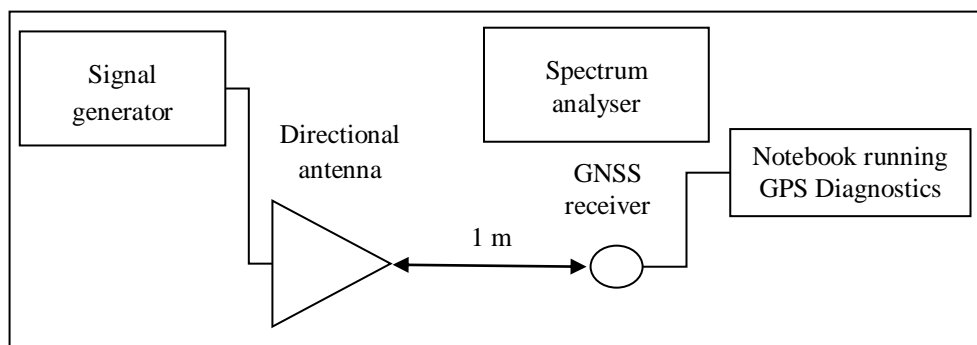 Signal
generator
Directional
antenna
Spectrum
analyser
GNSS
receiver
Notebook running
GPS Diagnostics
1 m